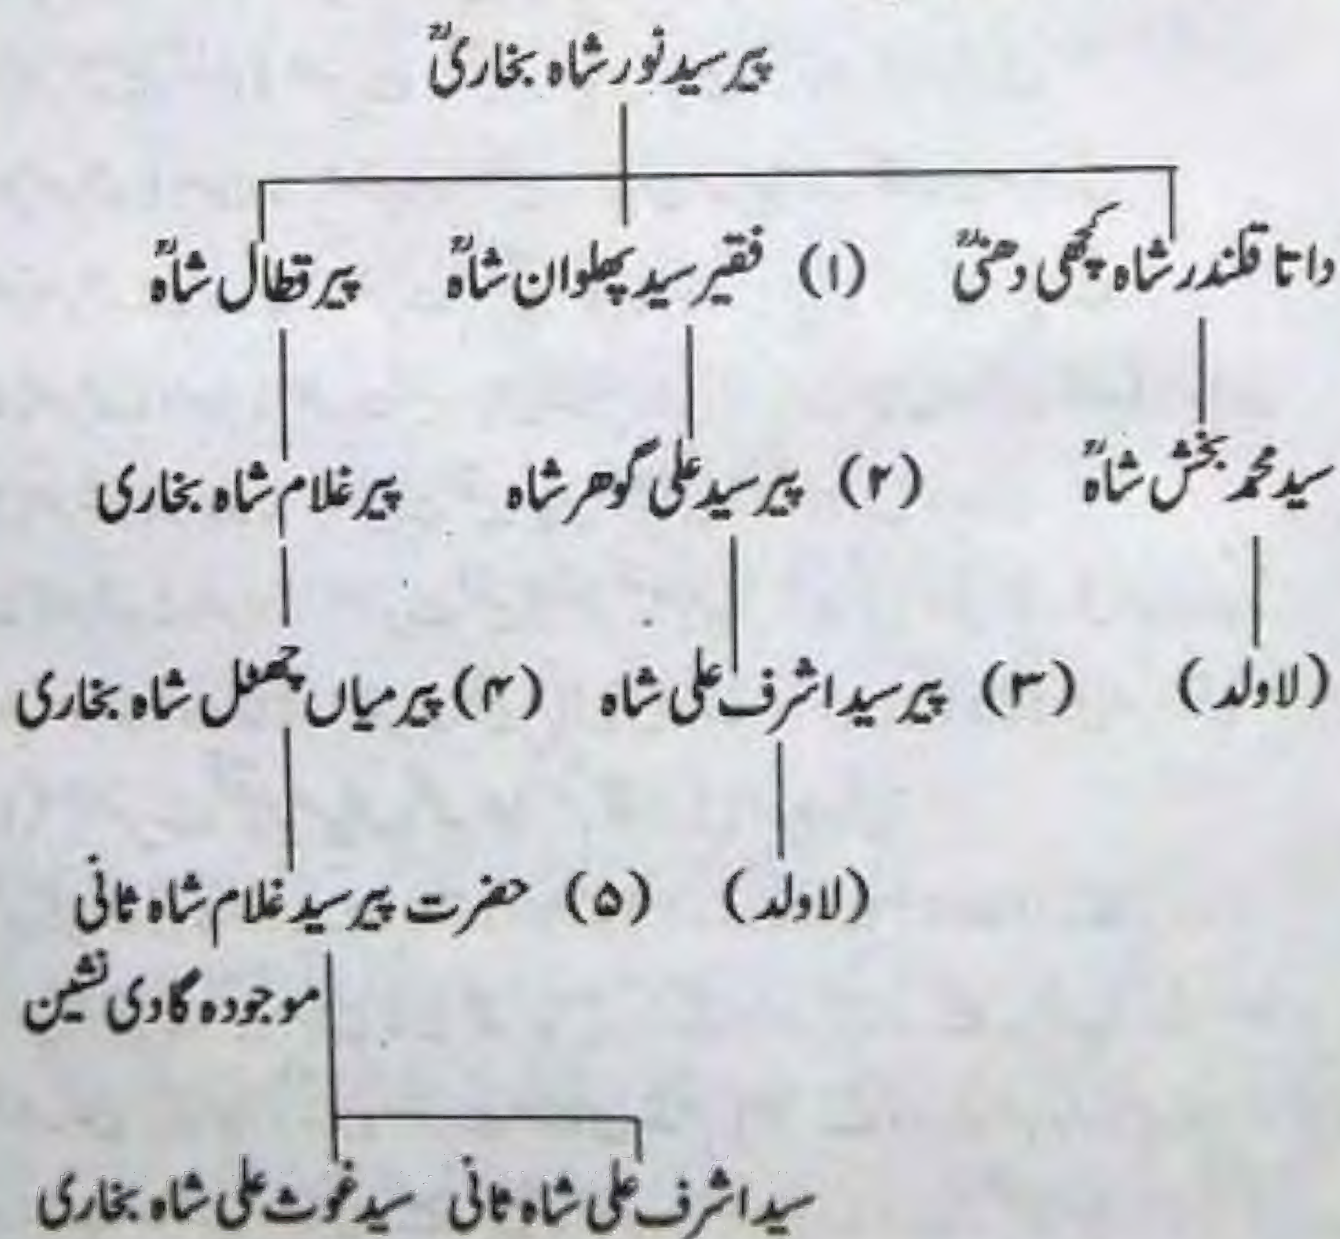 پیر سید نور شاہ بخاریؒ
داتا قلندر شاہ کچھی دھنیؒ (۱) فقیر سید پھلوان شاہؒ پیر قطال شاہؒ
سید محمد بخش شاہؒ (۲) پیر سید علی گوھر شاہ پیر غلام شاہ بخاری
(لاولد) (۳) پیر سید اشرف علی شاہ (۴) پیر میاں چھٹل شاہ بخاری
(لاولد) (۵) حضرت پیر سید غلام شاہ ثانی
موجودہ گادی نشین
سید اشرف علی شاہ ثانی سید غوث علی شاہ بخاری